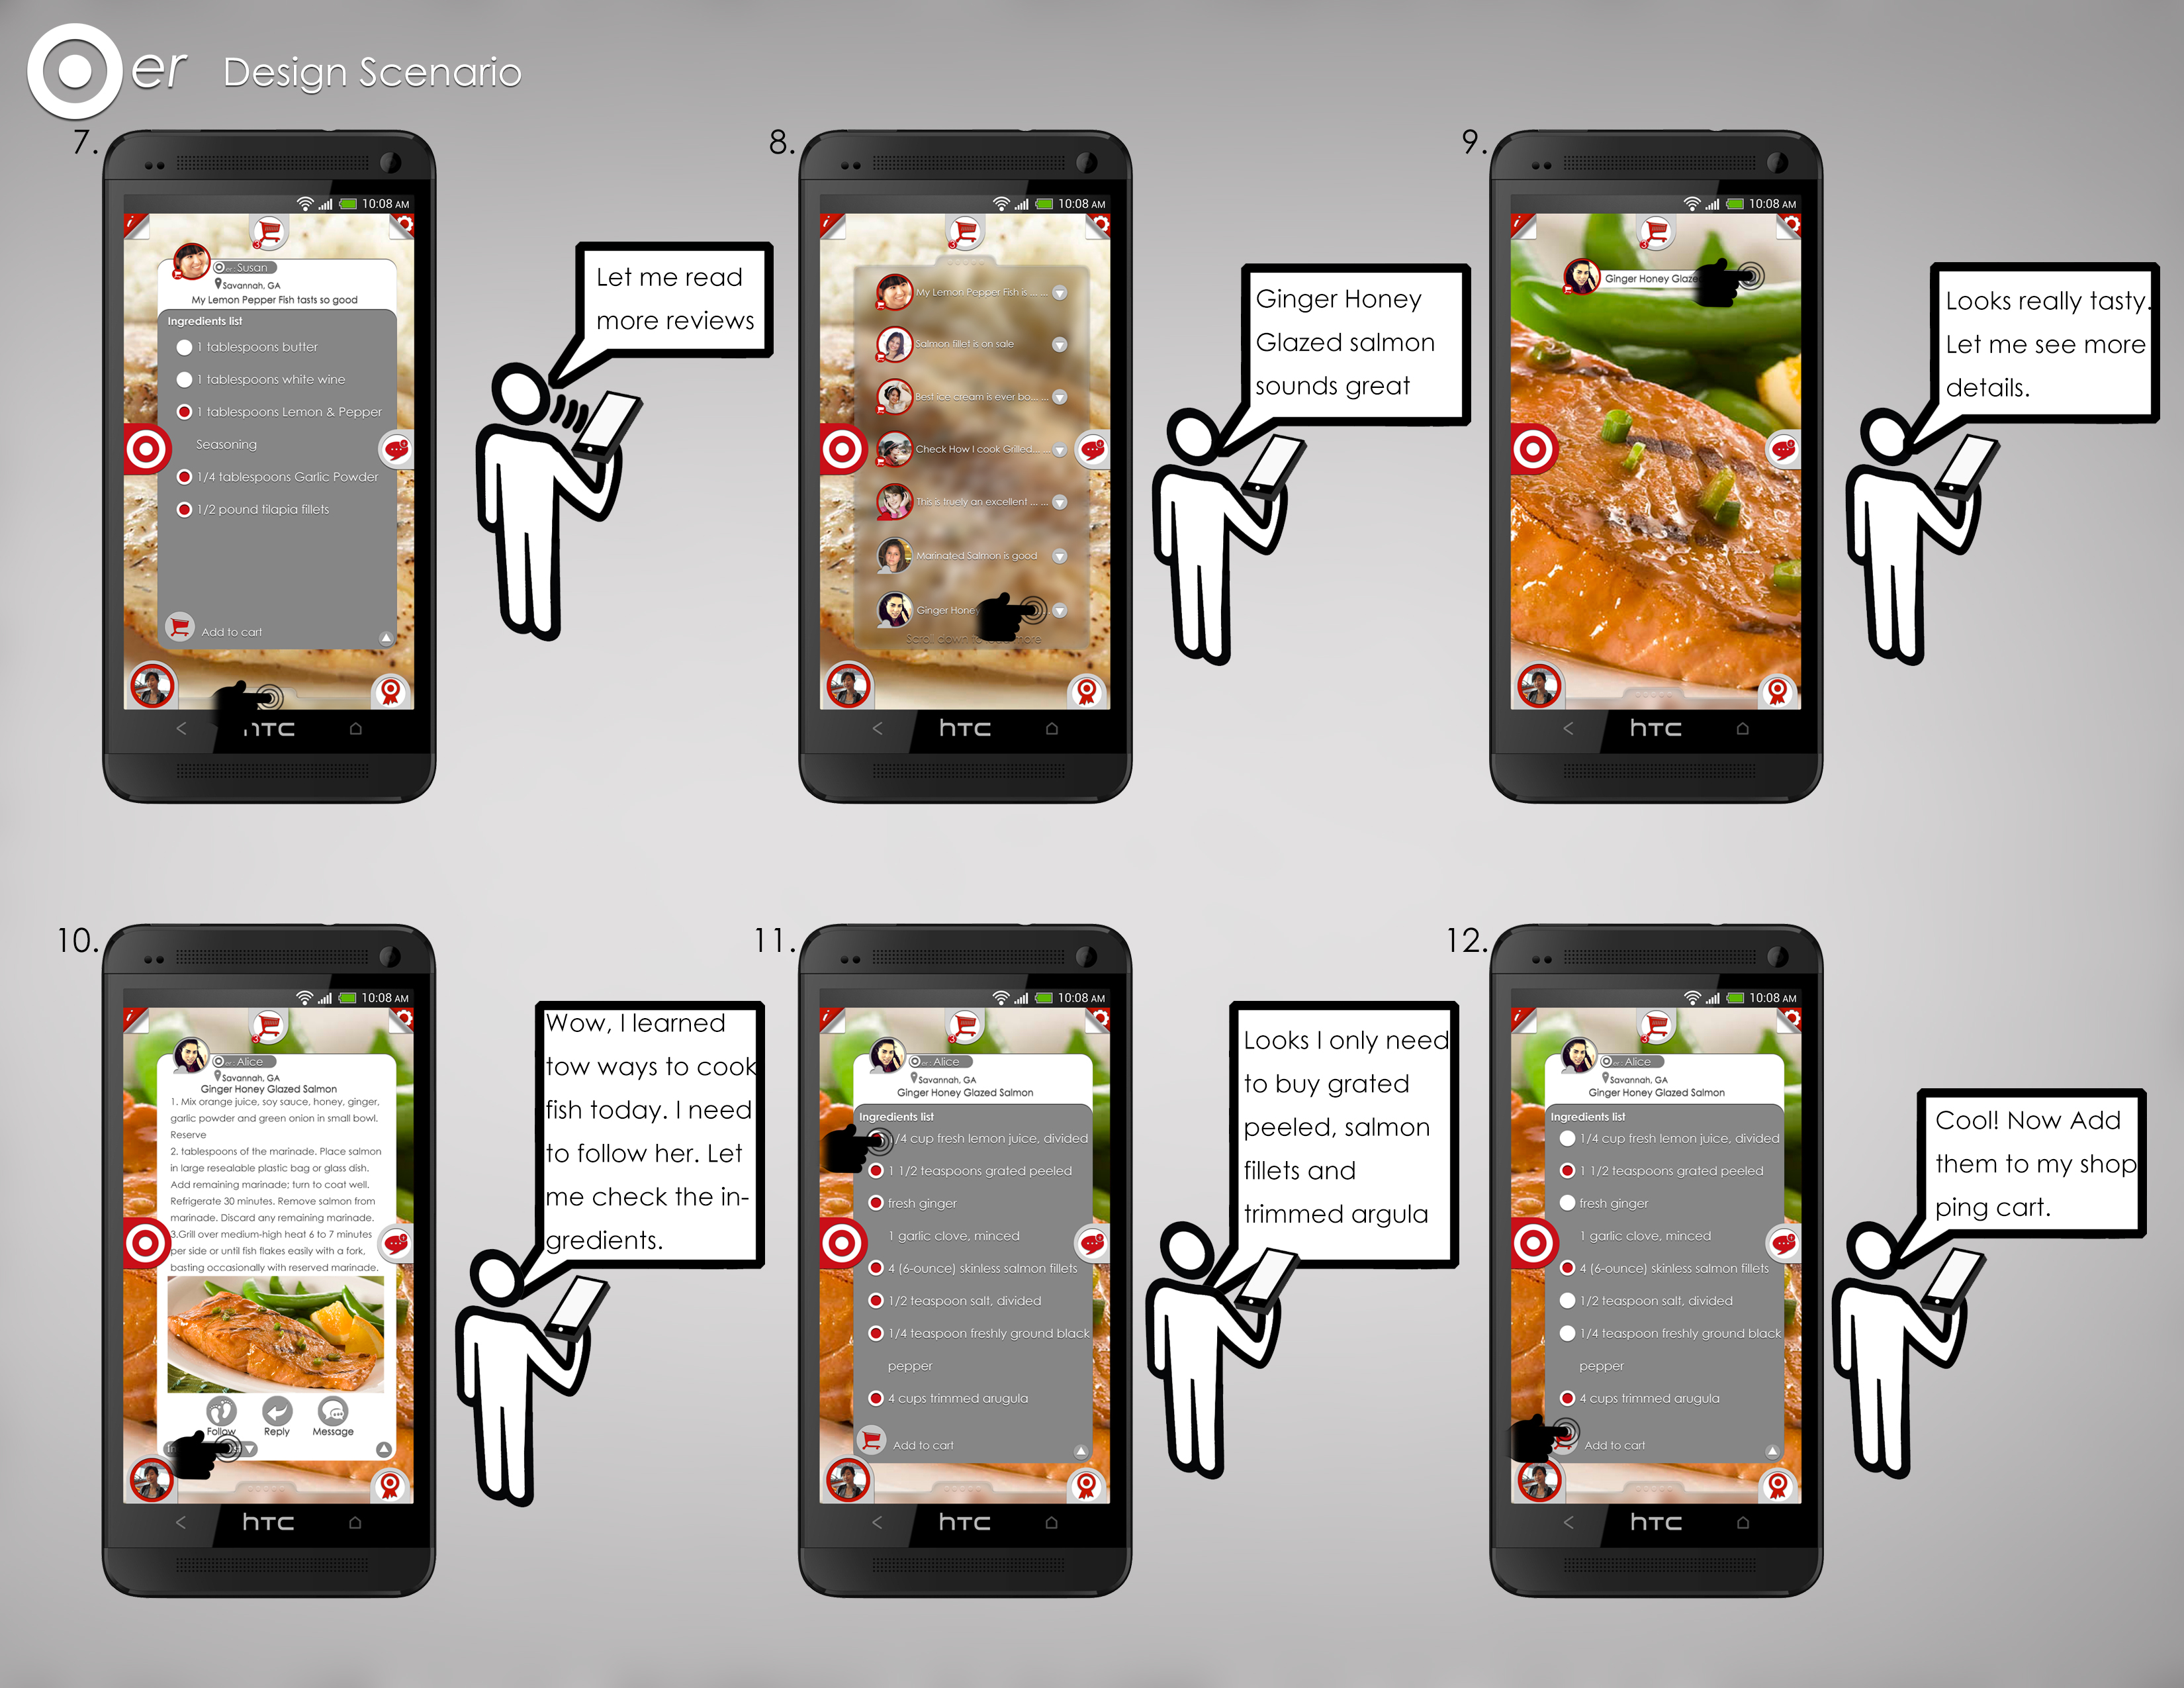 er Design Scenario
7.
10:08 AM
i
3
er: Susan
Savannah, GA
My Lemon Pepper Fish tasts so good
Ingredients list
1 tablespoons butter
1 tablespoons white wine
1 tablespoons Lemon & Pepper
Seasoning
1/4 tablespoons Garlic Powder
1/2 pound tilapia fillets
Add to cart
hTC
Let me read
more reviews
8.
10:08 AM
i
3
My Lemon Pepper Fish is ... ...
Salmon fillet is on sale
Best ice cream is ever bo... ...
Check How I cook Grilled... ...
This is truely an excellent ... ...
Marinated Salmon is good
Ginger Honey
Scroll down more
hTC
Ginger Honey
Glazed salmon
sounds great
9.
10:08 AM
i
3
Ginger Honey Glaze
hTC
Looks really tasty.
Let me see more
details.
10.
10:08 AM
i
3
er: Alice
Savannah, GA
Ginger Honey Glazed Salmon
1. Mix orange juice, soy sauce, honey, ginger,
garlic powder and green onion in small bowl.
Reserve
2. tablespoons of the marinade. Place salmon
in large resealable plastic bag or glass dish.
Add remaining marinade; turn to coat well.
Refrigerate 30 minutes. Remove salmon from
marinade. Discard any remaining marinade.
3.Grill over medium-high heat 6 to 7 minutes
per side or until fish flakes easily with a fork,
basting occasionally with reserved marinade.
Follow Reply Message
hTC
Wow, I learned
tow ways to cook
fish today. I need
to follow her. Let
me check the in-
gredients.
11.
10:08 AM
i
3
er: Alice
Savannah, GA
Ginger Honey Glazed Salmon
Ingredients list
/4 cup fresh lemon juice, divided
1 1/2 teaspoons grated peeled
fresh ginger
1 garlic clove, minced
4 (6-ounce) skinless salmon fillets
1/2 teaspoon salt, divided
1/4 teaspoon freshly ground black
pepper
4 cups trimmed arugula
Add to cart
hTC
Looks I only need
to buy grated
peeled, salmon
fillets and
trimmed argula
12.
10:08 AM
i
3
er: Alice
Savannah, GA
Ginger Honey Glazed Salmon
Ingredients list
1/4 cup fresh lemon juice, divided
1 1/2 teaspoons grated peeled
fresh ginger
1 garlic clove, minced
4 (6-ounce) skinless salmon fillets
1/2 teaspoon salt, divided
1/4 teaspoon freshly ground black
pepper
4 cups trimmed arugula
Add to cart
hTC
Cool! Now Add
them to my shop
ping cart.